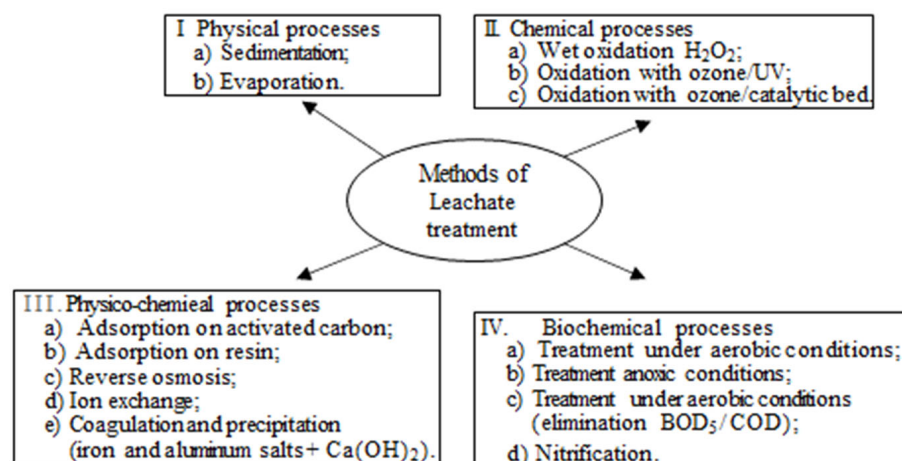 I Physical processes
a) Sedimentation;
b) Evaporation.
II. Chemical processes
a) Wet oxidation H₂O₂;
b) Oxidation with ozone/UV;
c) Oxidation with ozone/catalytic bed.
Methods of
Leachate
treatment
III. Physico-chemieal processes
a) Adsorption on activated carbon;
b) Adsorption on resin;
c) Reverse osmosis;
d) Ion exchange;
e) Coagulation and precipitation
(iron and aluminum salts+ Ca(OH)₂).
IV. Biochemical processes
a) Treatment under aerobic conditions;
b) Treatment anoxic conditions;
c) Treatment under aerobic conditions
(elimination BOD₅/COD);
d) Nitrification.